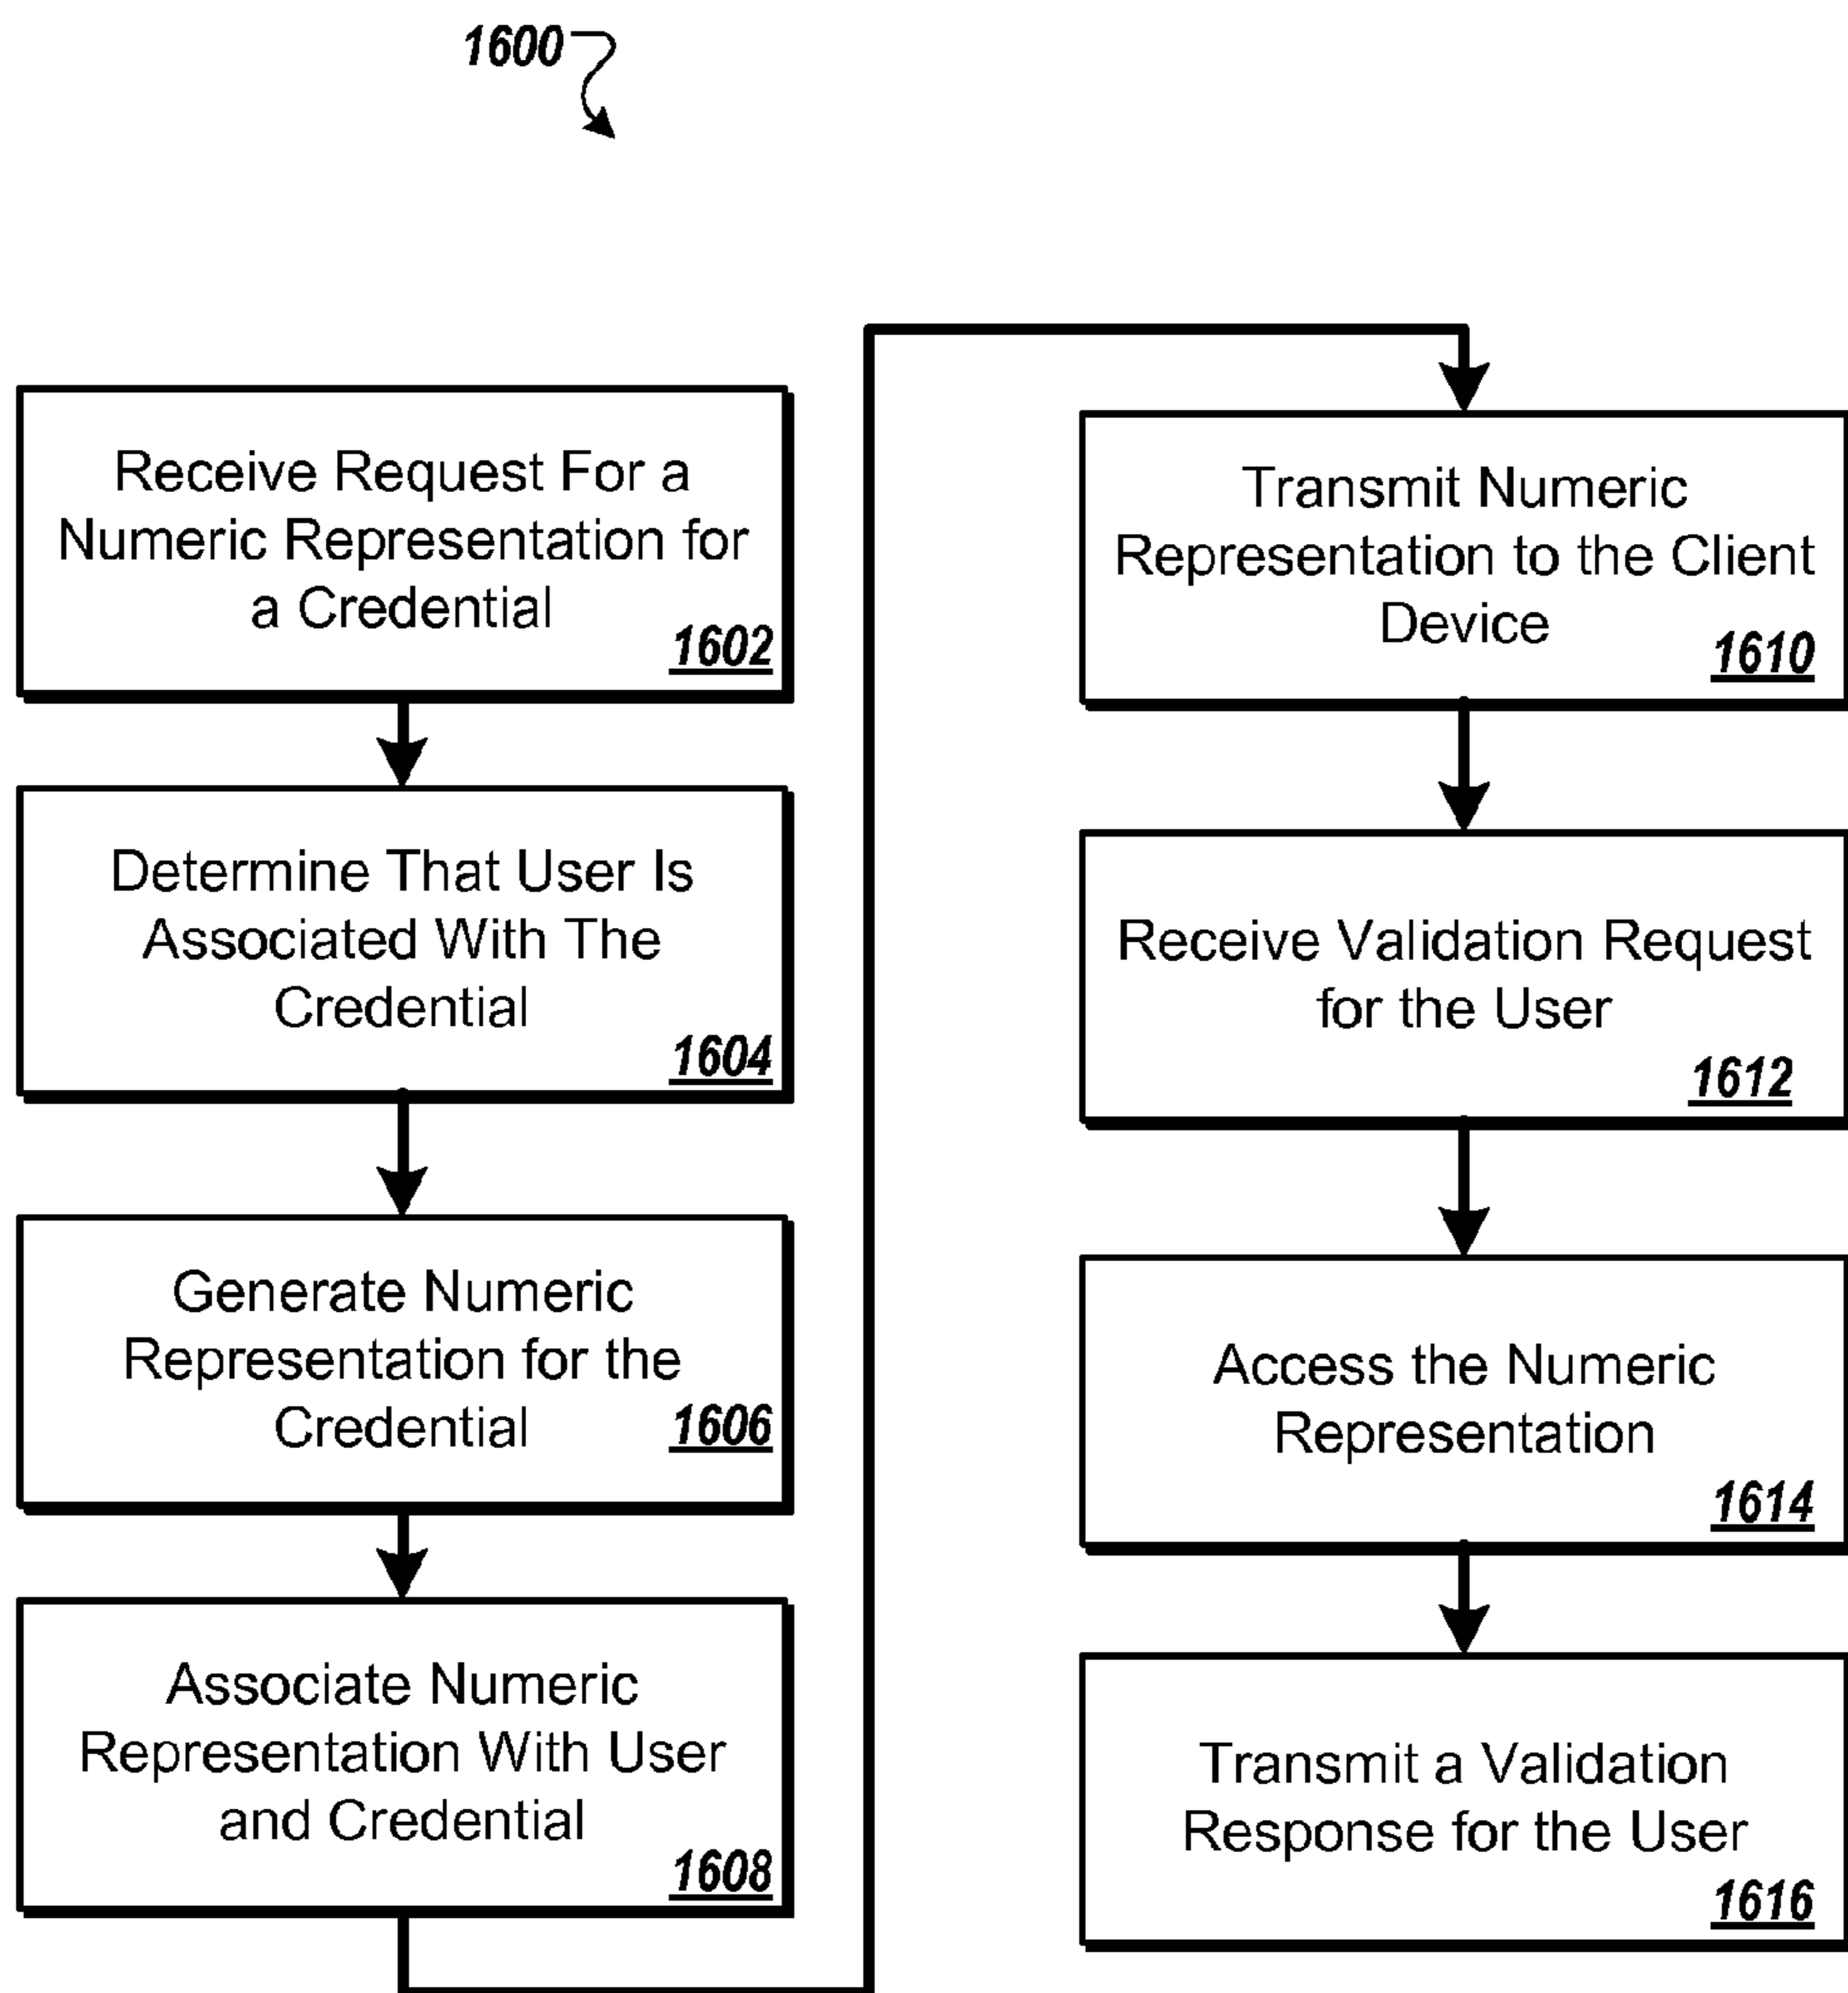 1600
Receive Request For a
Numeric Representation for
a Credential
1602
Determine That User Is
Associated With The
Credential
1604
Generate Numeric
Representation for the
Credential
1606
Associate Numeric
Representation With User
and Credential
1608
Transmit Numeric
Representation to the Client
Device
1610
Receive Validation Request
for the User
1612
Access the Numeric
Representation
1614
Transmit a Validation
Response for the User
1616